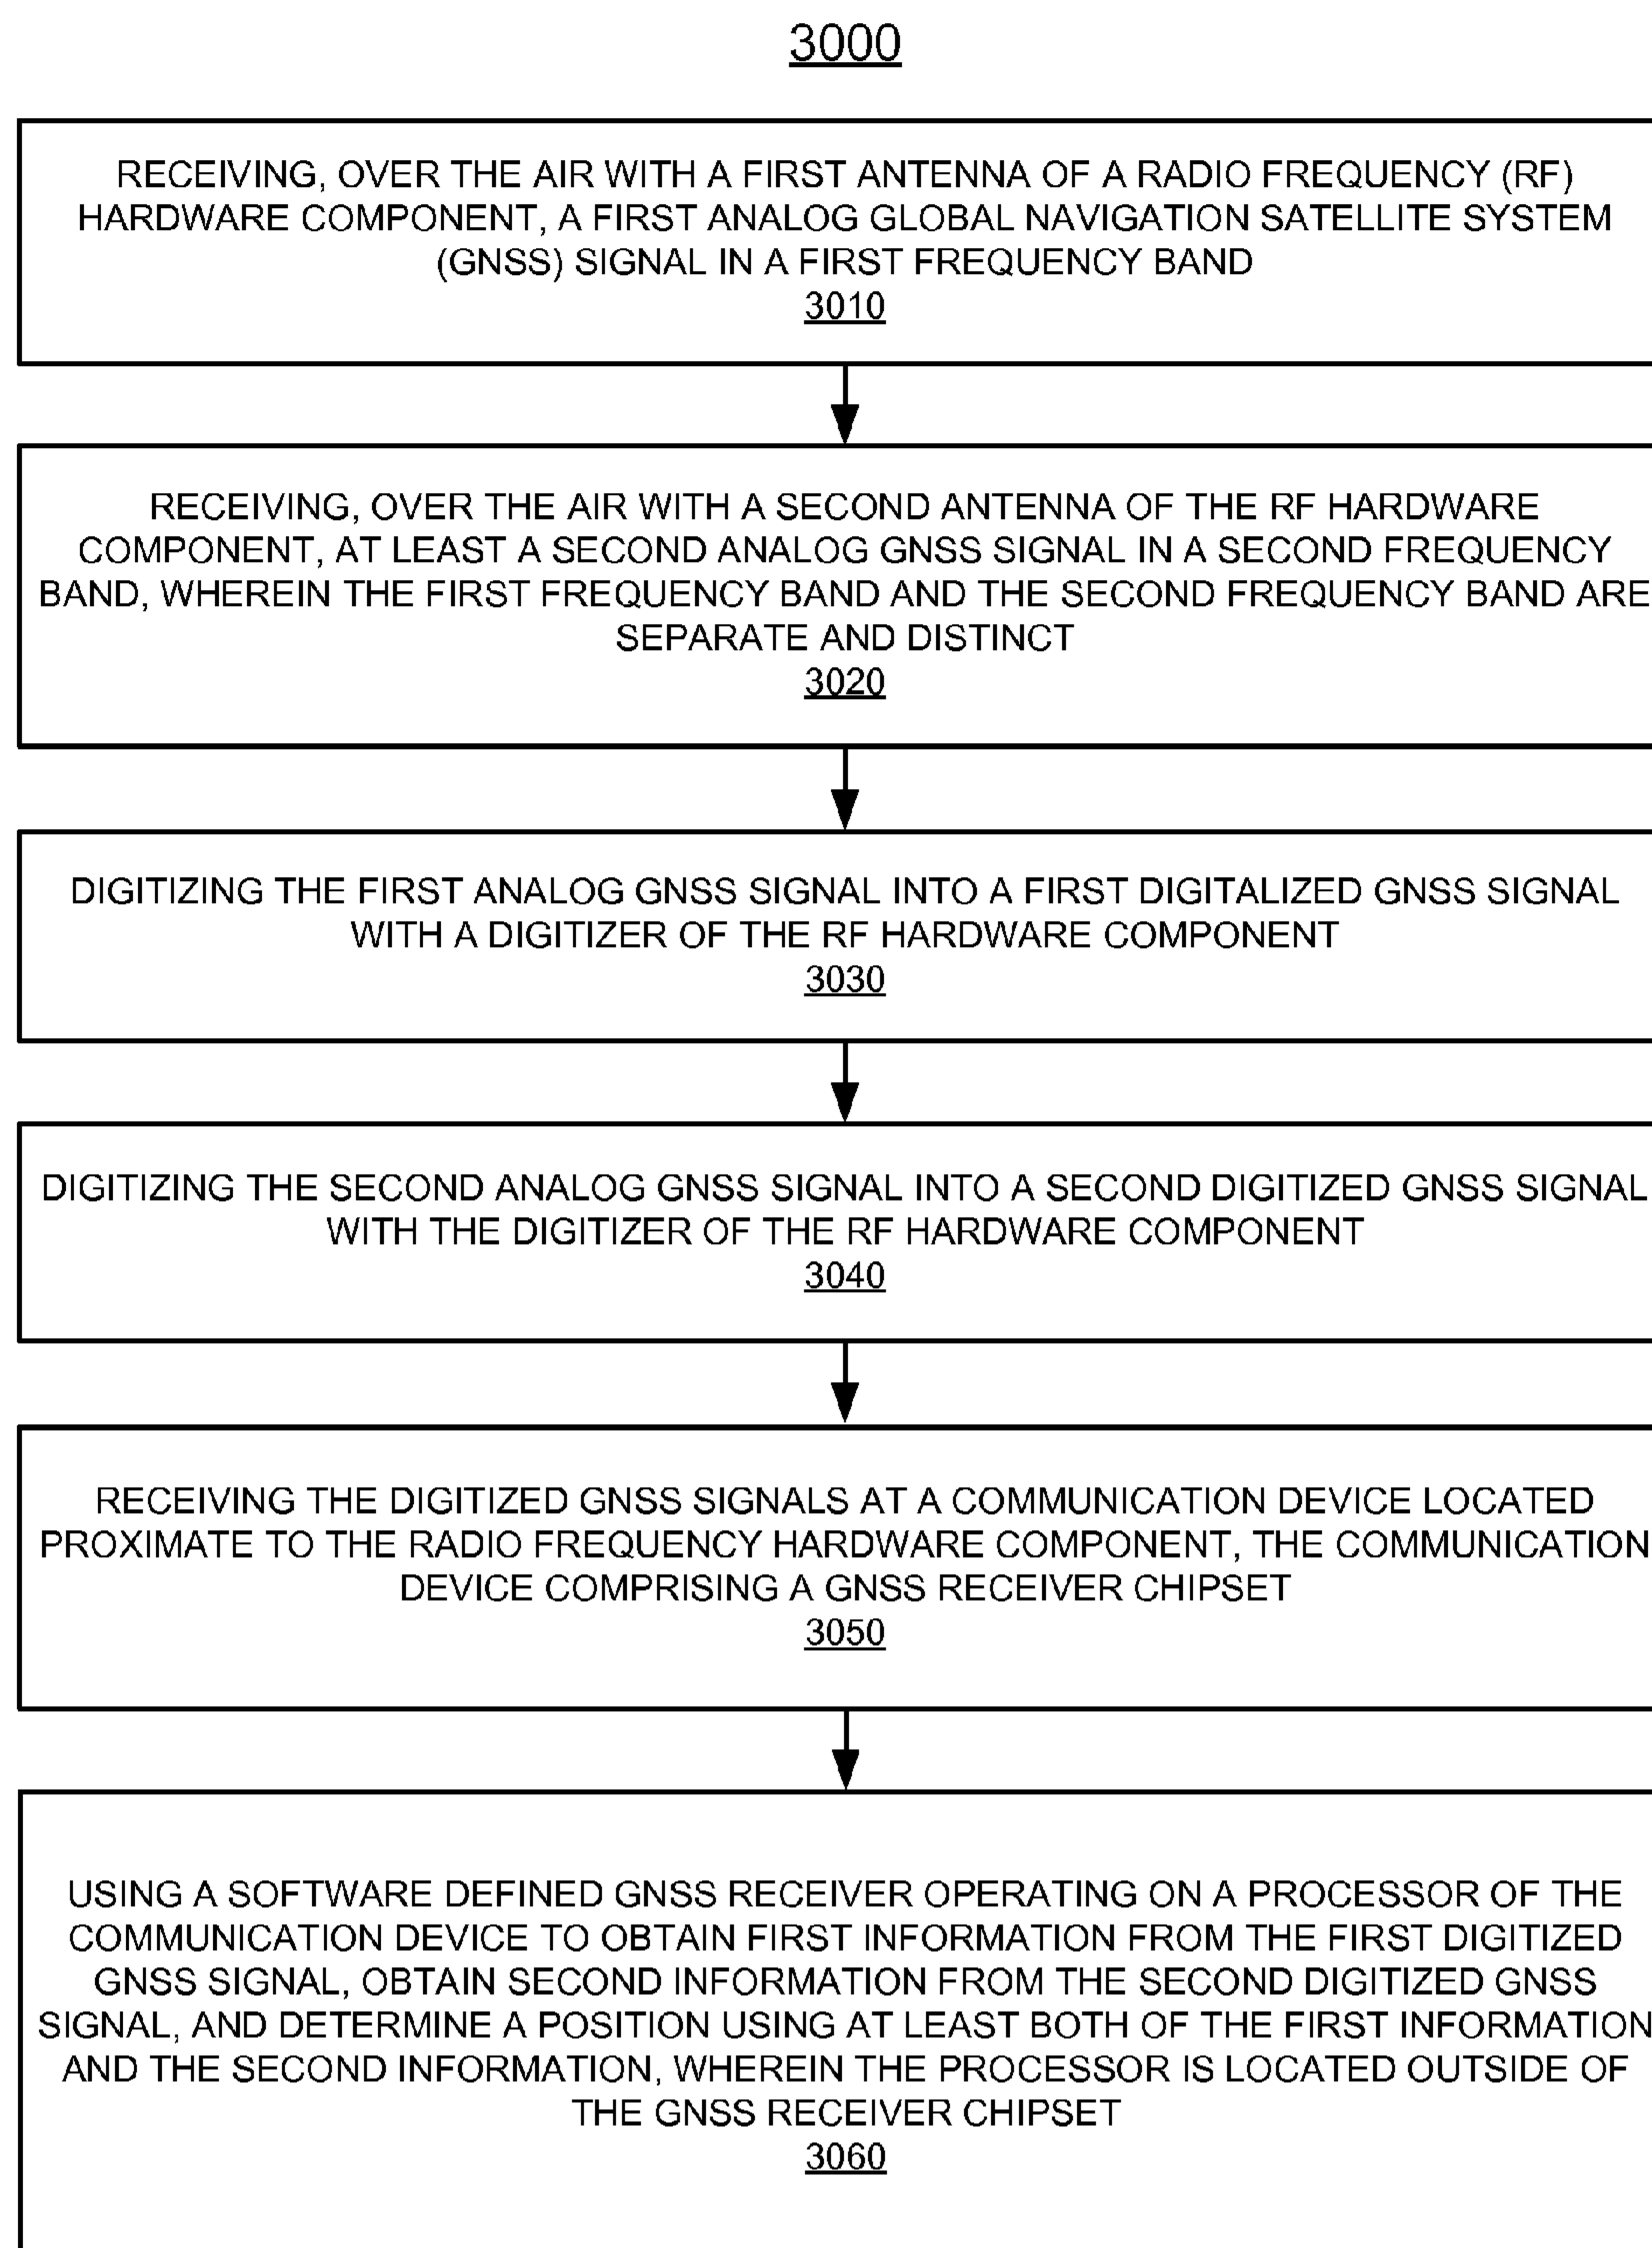 3000
RECEIVING, OVER THE AIR WITH A FIRST ANTENNA OF A RADIO FREQUENCY (RF)
HARDWARE COMPONENT, A FIRST ANALOG GLOBAL NAVIGATION SATELLITE SYSTEM
(GNSS) SIGNAL IN A FIRST FREQUENCY BAND
3010
RECEIVING, OVER THE AIR WITH A SECOND ANTENNA OF THE RF HARDWARE
COMPONENT, AT LEAST A SECOND ANALOG GNSS SIGNAL IN A SECOND FREQUENCY
BAND, WHEREIN THE FIRST FREQUENCY BAND AND THE SECOND FREQUENCY BAND ARE
SEPARATE AND DISTINCT
3020
DIGITIZING THE FIRST ANALOG GNSS SIGNAL INTO A FIRST DIGITALIZED GNSS SIGNAL
WITH A DIGITIZER OF THE RF HARDWARE COMPONENT
3030
DIGITIZING THE SECOND ANALOG GNSS SIGNAL INTO A SECOND DIGITIZED GNSS SIGNAL
WITH THE DIGITIZER OF THE RF HARDWARE COMPONENT
3040
RECEIVING THE DIGITIZED GNSS SIGNALS AT A COMMUNICATION DEVICE LOCATED
PROXIMATE TO THE RADIO FREQUENCY HARDWARE COMPONENT, THE COMMUNICATION
DEVICE COMPRISING A GNSS RECEIVER CHIPSET
3050
USING A SOFTWARE DEFINED GNSS RECEIVER OPERATING ON A PROCESSOR OF THE
COMMUNICATION DEVICE TO OBTAIN FIRST INFORMATION FROM THE FIRST DIGITIZED
GNSS SIGNAL, OBTAIN SECOND INFORMATION FROM THE SECOND DIGITIZED GNSS
SIGNAL, AND DETERMINE A POSITION USING AT LEAST BOTH OF THE FIRST INFORMATION
AND THE SECOND INFORMATION, WHEREIN THE PROCESSOR IS LOCATED OUTSIDE OF
THE GNSS RECEIVER CHIPSET
3060